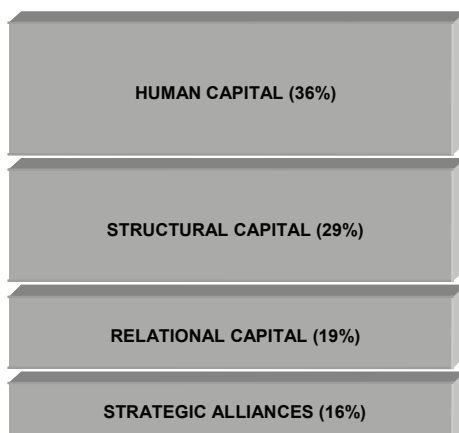 HUMAN CAPITAL (36%)
STRUCTURAL CAPITAL (29%)
RELATIONAL CAPITAL (19%)
STRATEGIC ALLIANCES (16%)